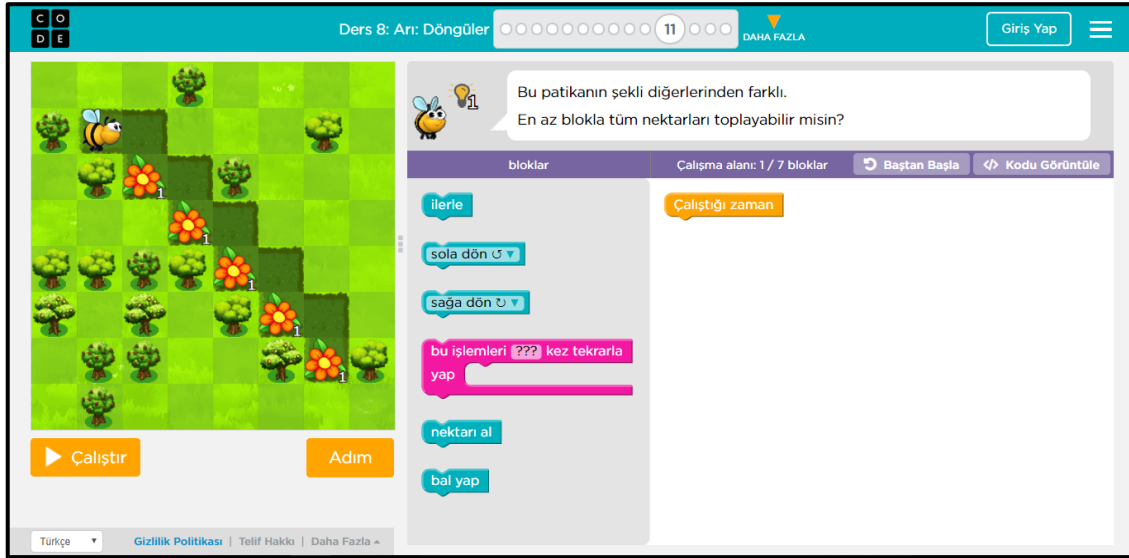 C O
D E
Ders 8: Arı: Döngüler
11
DAHA FAZLA
Giriş Yap
1
Bu patikanın şekli diğerlerinden farklı.
En az blokla tüm nektarları toplayabilir misin?
bloklar
Çalışma alanı: 1 / 7 bloklar
Baştan Başla
</> Kodu Görüntüle
1
1
1
1
1
ilerle
sola dön ↺ ▼
sağa dön ↻ ▼
bu işlemleri ??? kez tekrarla
yap
nektarı al
bal yap
Çalıştığı zaman
Çalıştır
Adım
Türkçe
Gizlilik Politikası | Telif Hakkı | Daha Fazla